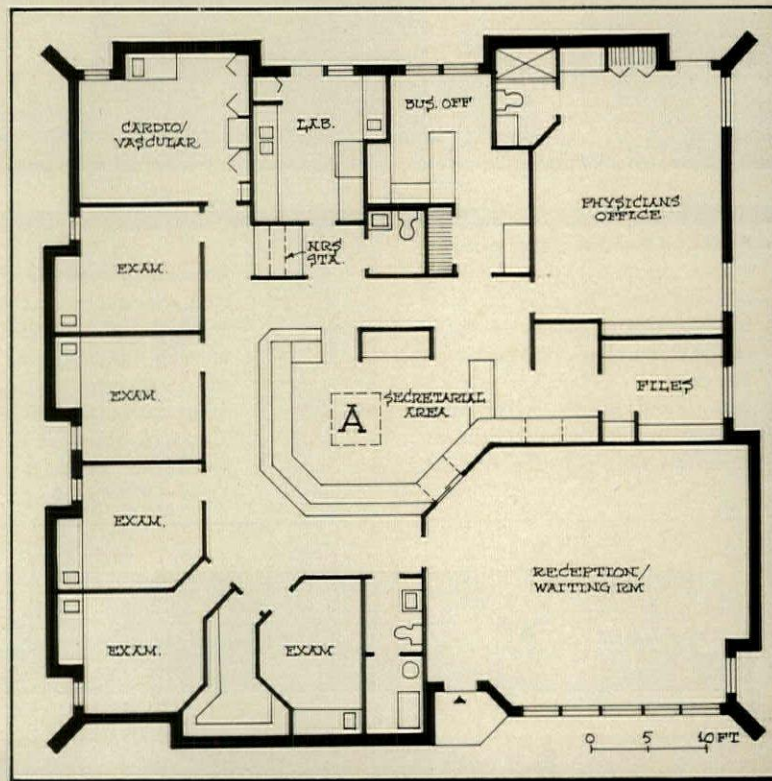 CARDIO/
VASCULAR
LAB.
BUS. OFF
PHYSICIANS
OFFICE
NRS
STA.
EXAM.
EXAM.
SECRETARIAL
AREA
A
FILES
EXAM.
RECEPTION/
WAITING RM
EXAM.
EXAM
0 5 10 FT